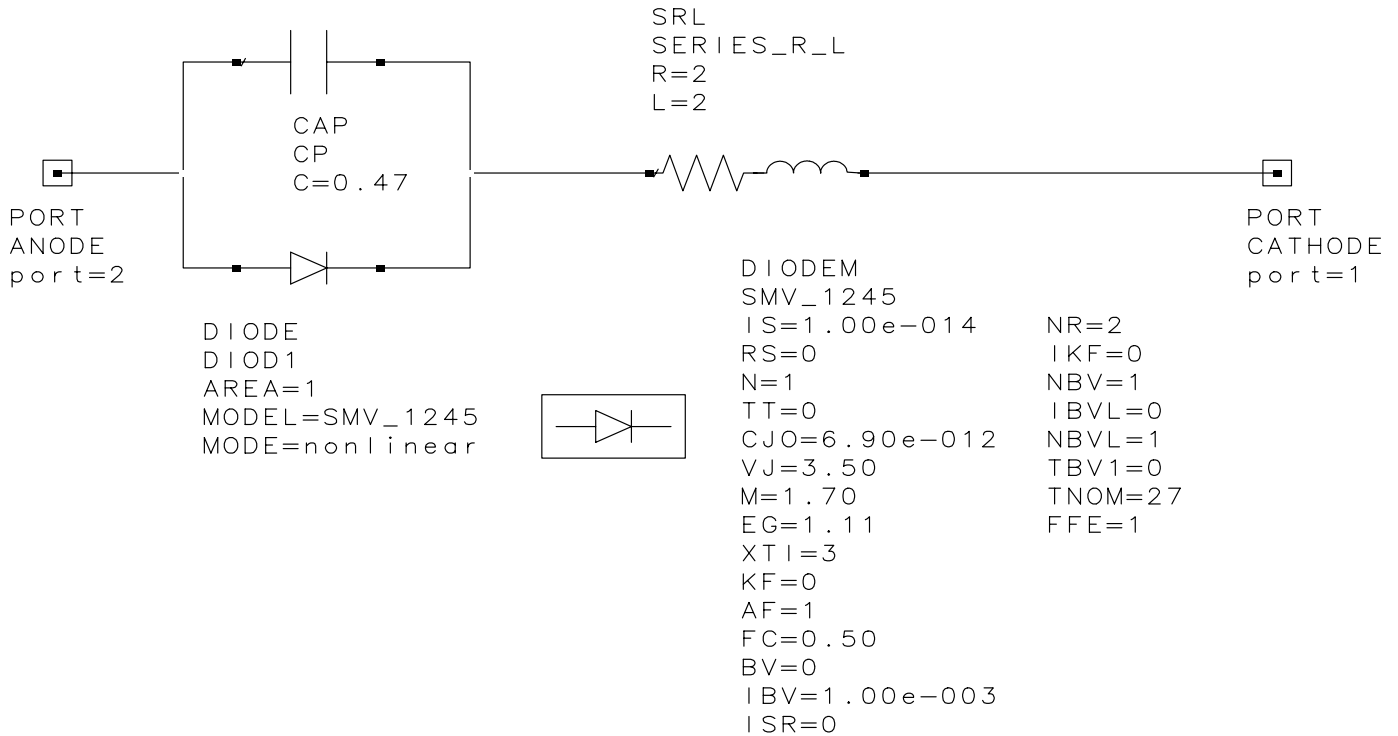 SRL
SERIES_R_L
R=2
L=2
CAP
CP
C=0.47
PORT
ANODE
port=2
PORT
CATHODE
port=1
DIODE
DIOD1
AREA=1
MODEL=SMV_1245
MODE=nonlinear
DIODEM
SMV_1245
IS=1.00e-014
RS=0
N=1
TT=0
CJO=6.90e-012
VJ=3.50
M=1.70
EG=1.11
XTI=3
KF=0
AF=1
FC=0.50
BV=0
IBV=1.00e-003
ISR=0
NR=2
IKF=0
NBV=1
IBVL=0
NBVL=1
TBV1=0
TNOM=27
FFE=1